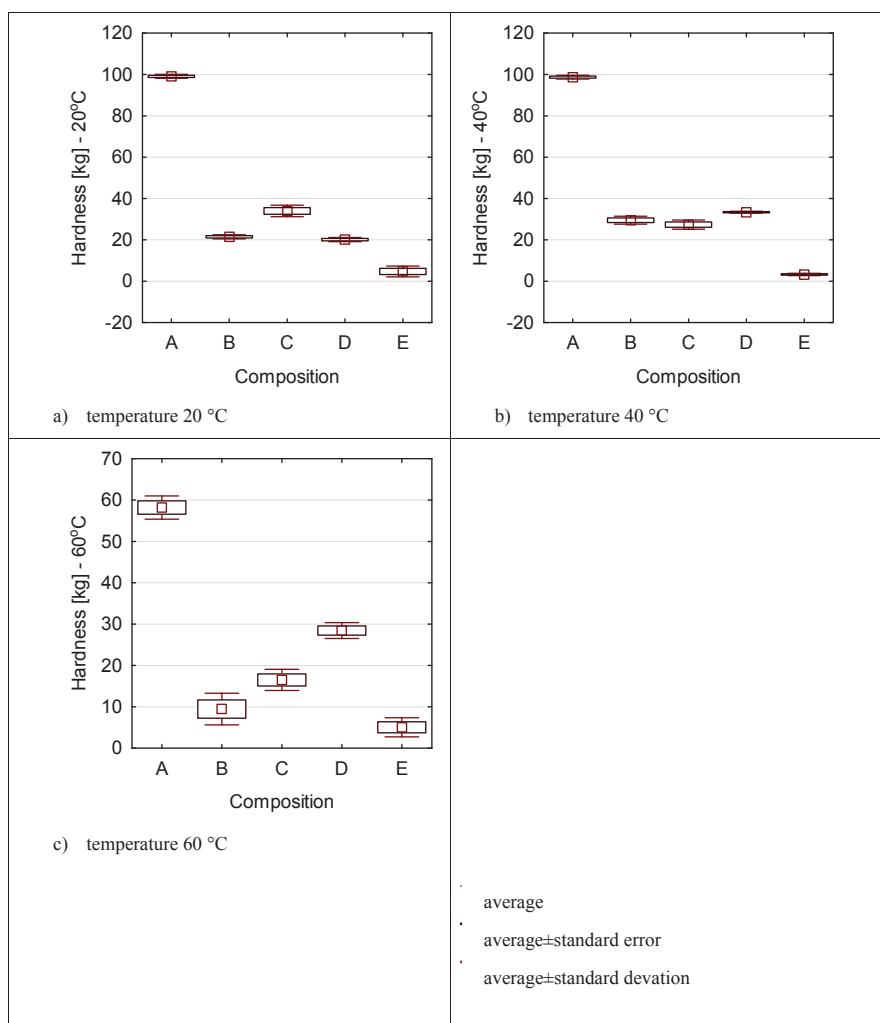 120
100
80
60
40
20
0
-20
Hardness [kg] - 20°C
A B C D E
Composition
a) temperature 20 °C
120
100
80
60
40
20
0
-20
Hardness [kg] - 40°C
A B C D E
Composition
b) temperature 40 °C
70
60
50
40
30
20
10
0
Hardness [kg] - 60°C
A B C D E
Composition
c) temperature 60 °C
average
average±standard error
average±standard devation